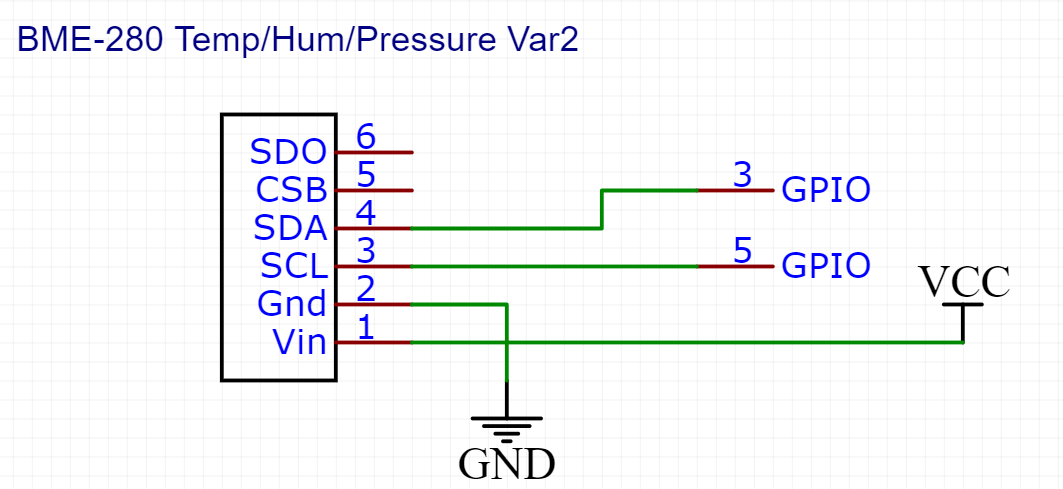 BME-280 Temp/Hum/Pressure Var2
SDO 6
CSB 5
SDA 4
3 GPIO
SCL 3
5 GPIO
Gnd 2
VCC
Vin 1
GND